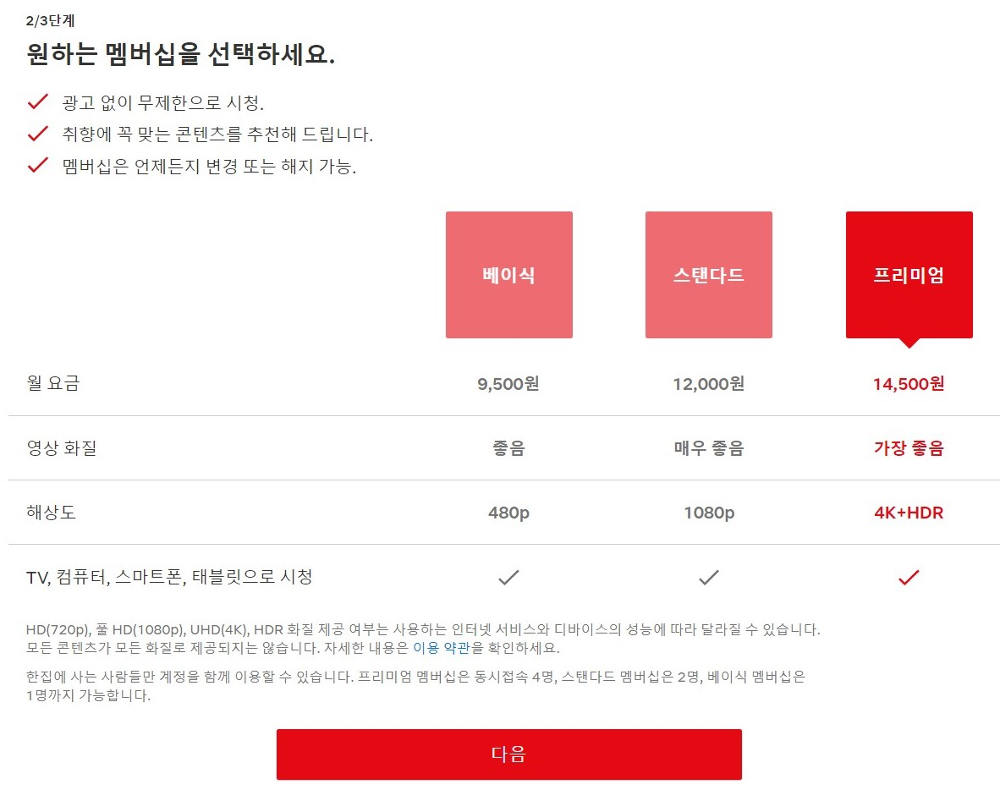 2/3단계
원하는 멤버십을 선택하세요.
광고 없이 무제한으로 시청.
취향에 꼭 맞는 콘텐츠를 추천해 드립니다.
멤버십은 언제든지 변경 또는 해지 가능.
베이식 스탠다드 프리미엄
월 요금 9,500원 12,000원 14,500원
영상 화질 좋음 매우 좋음 가장 좋음
해상도 480p 1080p 4K+HDR
TV, 컴퓨터, 스마트폰, 태블릿으로 시청
HD(720p), 풀 HD(1080p), UHD(4K), HDR 화질 제공 여부는 사용하는 인터넷 서비스와 디바이스의 성능에 따라 달라질 수 있습니다.
모든 콘텐츠가 모든 화질로 제공되지는 않습니다. 자세한 내용은 이용 약관을 확인하세요.
한집에 사는 사람들만 계정을 함께 이용할 수 있습니다. 프리미엄 멤버십은 동시접속 4명, 스탠다드 멤버십은 2명, 베이식 멤버십은
1명까지 가능합니다.
다음